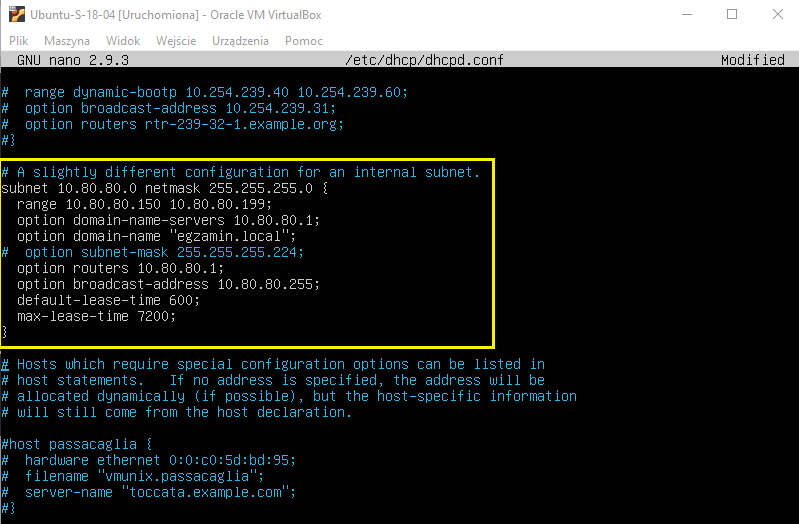 Ubuntu-S-18-04 [Uruchomiona] - Oracle VM VirtualBox
Plik Maszyna Widok Wejście Urządzenia Pomoc
GNU nano 2.9.3 /etc/dhcp/dhcpd.conf Modified
#  range dynamic-bootp 10.254.239.40 10.254.239.60;
#  option broadcast-address 10.254.239.31;
#  option routers rtr-239-32-1.example.org;
#}
# A slightly different configuration for an internal subnet.
subnet 10.80.80.0 netmask 255.255.255.0 {
  range 10.80.80.150 10.80.80.199;
  option domain-name-servers 10.80.80.1;
  option domain-name "egzamin.local";
#  option subnet-mask 255.255.255.224;
  option routers 10.80.80.1;
  option broadcast-address 10.80.80.255;
  default-lease-time 600;
  max-lease-time 7200;
}
# Hosts which require special configuration options can be listed in
# host statements.   If no address is specified, the address will be
# allocated dynamically (if possible), but the host-specific information
# will still come from the host declaration.
#host passacaglia {
#  hardware ethernet 0:0:c0:5d:bd:95;
#  filename "vmunix.passacaglia";
#  server-name "toccata.example.com";
#}